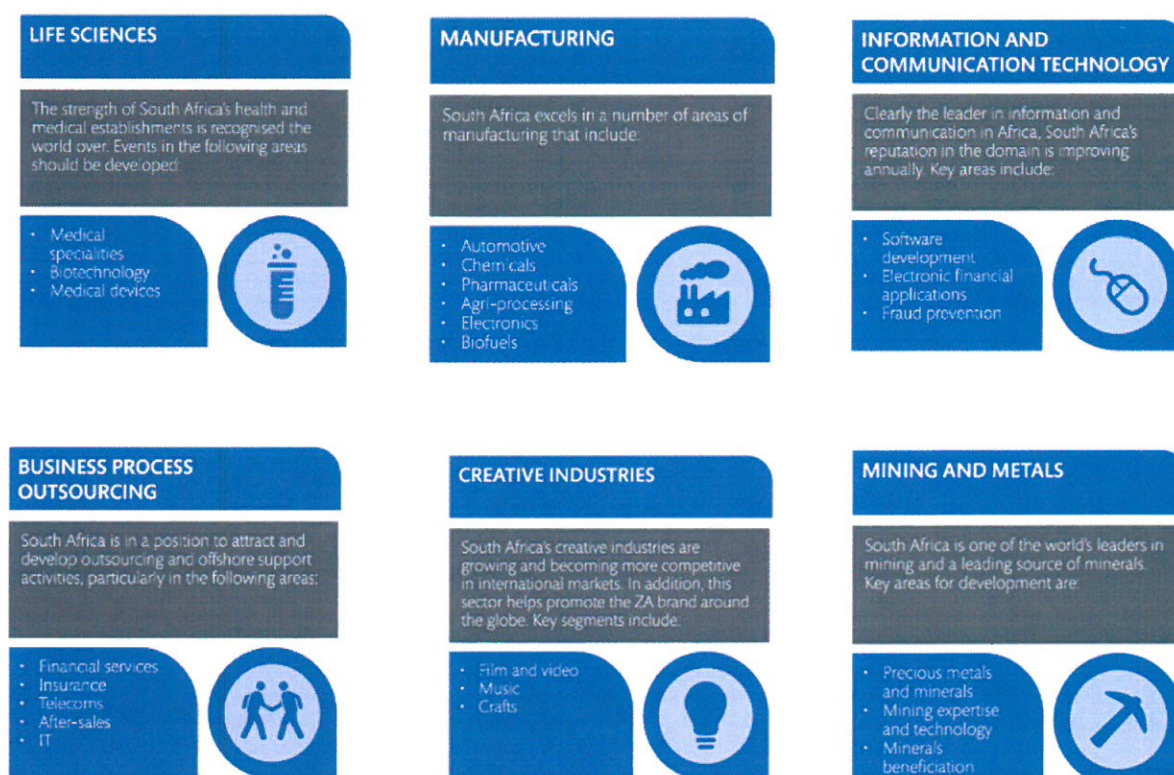 LIFE SCIENCES
The strength of South Africa's health and
medical establishments is recognised the
world over. Events in the following areas
should be developed:
• Medical
specialities
• Biotechnology
• Medical devices
MANUFACTURING
South Africa excels in a number of areas of
manufacturing that include:
• Automotive
• Chemicals
• Pharmaceuticals
• Agri-processing
• Electronics
• Biofuels
INFORMATION AND
COMMUNICATION TECHNOLOGY
Clearly the leader in information and
communication in Africa, South Africa's
reputation in the domain is improving
annually. Key areas include:
• Software
development
• Electronic financial
applications
• Fraud prevention
BUSINESS PROCESS
OUTSOURCING
South Africa is in a position to attract and
develop outsourcing and offshore support
activities, particularly in the following areas:
• Financial services
• Insurance
• Telecoms
• After-sales
• IT
CREATIVE INDUSTRIES
South Africa's creative industries are
growing and becoming more competitive
in international markets. In addition, this
sector helps promote the ZA brand around
the globe. Key segments include:
• Film and video
• Music
• Crafts
MINING AND METALS
South Africa is one of the world's leaders in
mining and a leading source of minerals.
Key areas for development are:
• Precious metals
and minerals
• Mining expertise
and technology
• Minerals
beneficiation